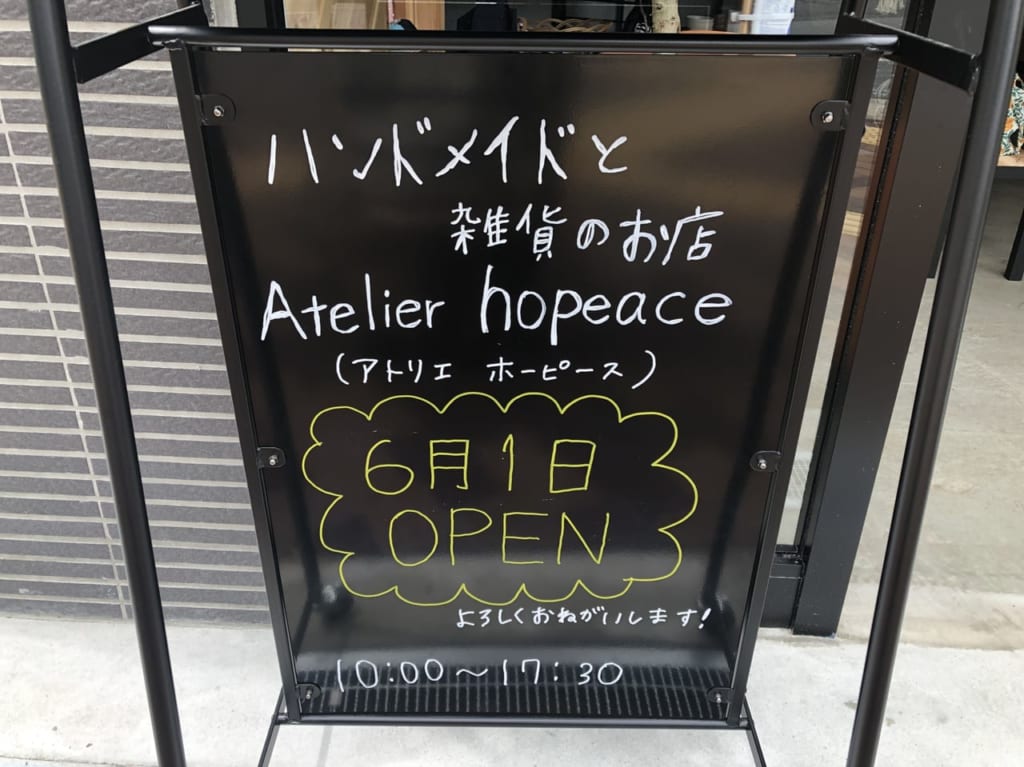 ハンドメイドと
雑貨のお店
Atelier hopeace
(アトリエ ホーピース)
6月1日
OPEN
よろしくおねがいします!
10:00～17:30